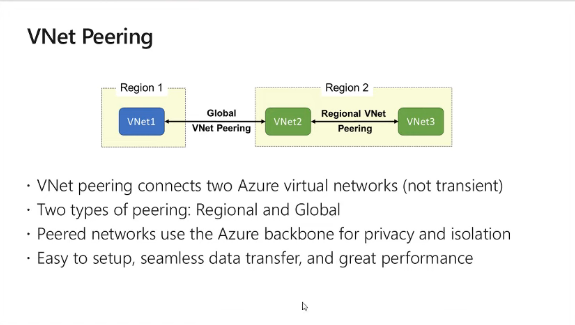 VNet Peering
Region 1
Region 2
VNet1
Global
VNet Peering
VNet2
Regional VNet
Peering
VNet3
· VNet peering connects two Azure virtual networks (not transient)
· Two types of peering: Regional and Global
· Peered networks use the Azure backbone for privacy and isolation
· Easy to setup, seamless data transfer, and great performance